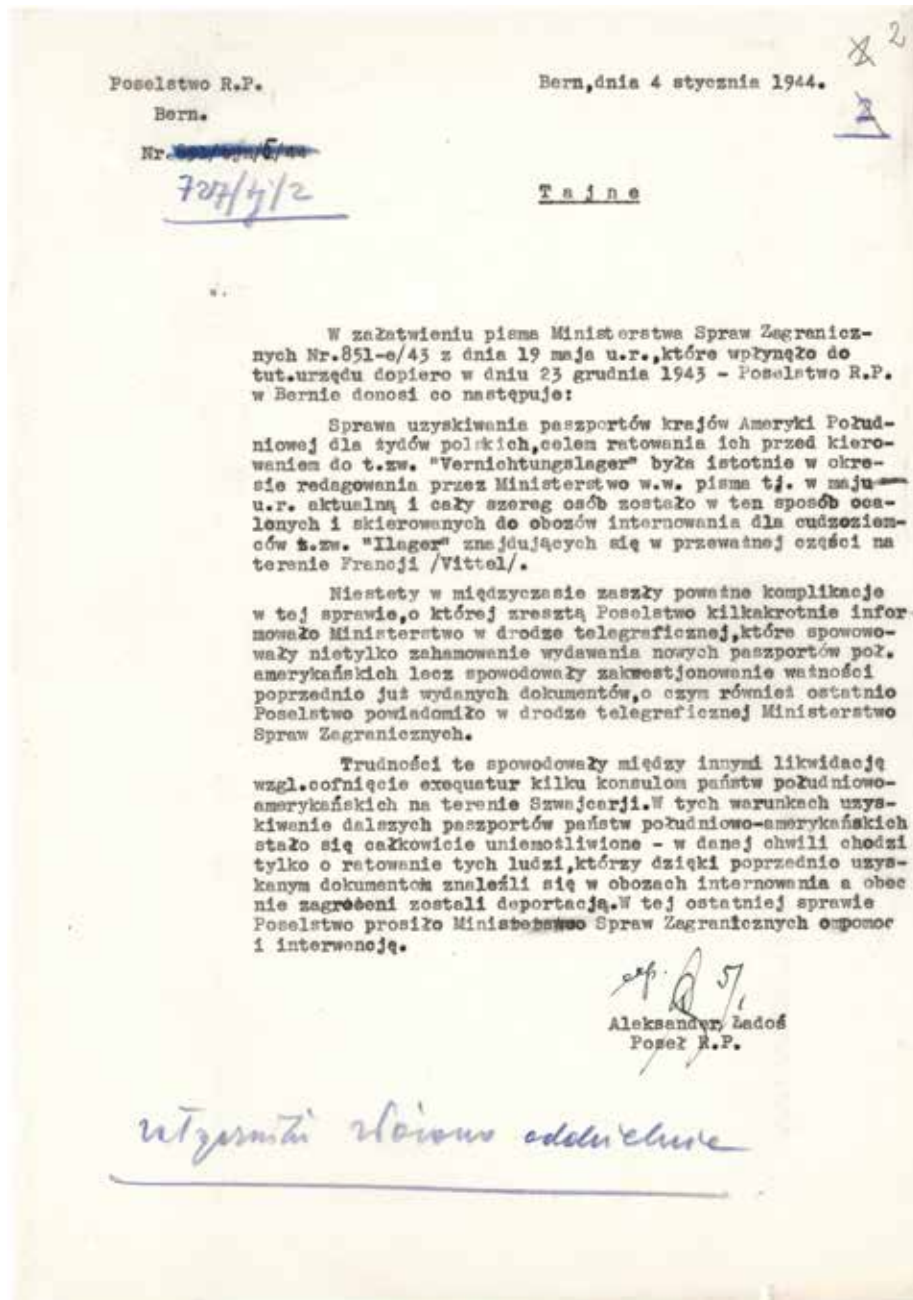 2
Poselstwo R.P.
Bern,dnia 4 stycznia 1944.
Bern.
Nr.
727/tj/2
T a j n e
W załatwieniu pisma Ministerstwa Spraw Zagranicz-
nych Nr.851-e/43 z dnia 19 maja u.r.,które wpłynęło do
tut.urzędu dopiero w dniu 23 grudnia 1943 - Poselstwo R.P.
w Bernie donosi co następuje:
Sprawa uzyskiwania paszportów krajów Ameryki Połud-
niowej dla żydów polskich,celem ratowania ich przed kiero-
waniem do t.zw. "Vernichtungslager" była istotnie w okre-
sie redagowania przez Ministerstwo w.w. pisma tj. w maju
u.r. aktualną i cały szereg osób zostało w ten sposób oca-
lonych i skierowanych do obozów internowania dla cudzoziem-
ców t.zw. "Ilager" znajdujących się w przeważnej części na
terenie Francji /Vittel/.
Niestety w międzyczasie zaszły poważne komplikacje
w tej sprawie,o której zresztą Poselstwo kilkakrotnie infor-
mowało Ministerstwo w drodze telegraficznej,które spowowo-
wały nietylko zahamowanie wydawania nowych paszportów poł.
amerykańskich lecz spowodowały zakwestjonowanie ważności
poprzednio już wydanych dokumentów,o czym również ostatnio
Poselstwo powiadomiło w drodze telegraficznej Ministerstwo
Spraw Zagranicznych.
Trudności te spowodowały między innymi likwidację
wzgl.cofnięcie exequatur kilku konsulom państw południowo-
amerykańskich na terenie Szwajcarji.W tych warunkach uzys-
kiwanie dalszych paszportów państw południowo-amerykańskich
stało się całkowicie uniemożliwione - w danej chwili chodzi
tylko o ratowanie tych ludzi,którzy dzięki poprzednio uzys-
kanym dokumentom znaleźli się w obozach internowania a obec
nie zagrożeni zostali deportacją.W tej ostatniej sprawie
Poselstwo prosiło Ministerstwo Spraw Zagranicznych o pomoc
i interwencję.
Aleksander Ładoś
Poseł R.P.
załączniki złożono oddzielnie